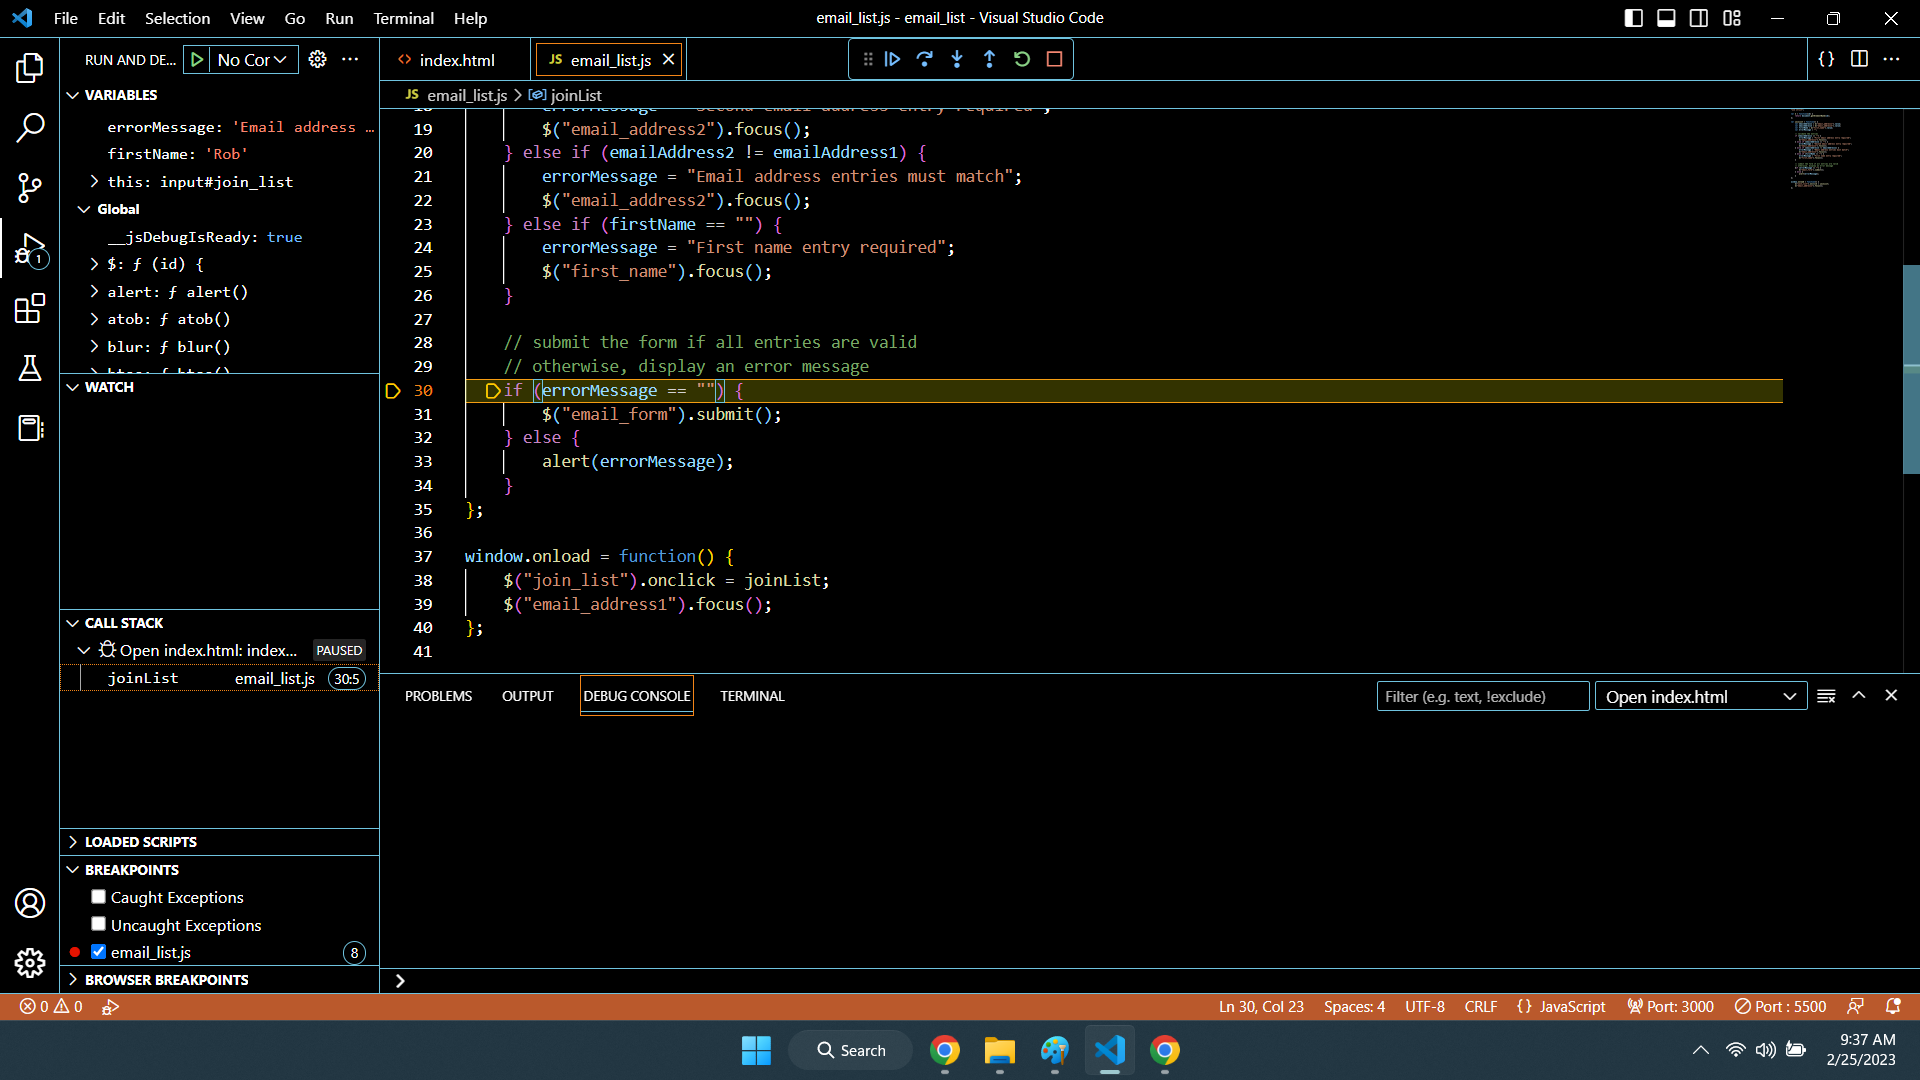 File Edit Selection View Go Run Terminal Help
email_list.js - email_list - Visual Studio Code
RUN AND DE...
No Cor
VARIABLES
errorMessage: 'Email address ...
firstName: 'Rob'
this: input#join_list
Global
__jsDebugIsReady: true
$: ƒ (id) {
alert: ƒ alert()
atob: ƒ atob()
blur: ƒ blur()
WATCH
CALL STACK
Open index.html: index... PAUSED
joinList email_list.js 30:5
LOADED SCRIPTS
BREAKPOINTS
Caught Exceptions
Uncaught Exceptions
email_list.js 8
BROWSER BREAKPOINTS
1
<> index.html
JS email_list.js
JS email_list.js > joinList
19 $("email_address2").focus();
20 } else if (emailAddress2 != emailAddress1) {
21 errorMessage = "Email address entries must match";
22 $("email_address2").focus();
23 } else if (firstName == "") {
24 errorMessage = "First name entry required";
25 $("first_name").focus();
26 }
27
28 // submit the form if all entries are valid
29 // otherwise, display an error message
30 if (errorMessage == "") {
31 $("email_form").submit();
32 } else {
33 alert(errorMessage);
34 }
35 };
36
37 window.onload = function() {
38 $("join_list").onclick = joinList;
39 $("email_address1").focus();
40 };
41
PROBLEMS OUTPUT DEBUG CONSOLE TERMINAL
Filter (e.g. text, !exclude)
Open index.html
0 0
Ln 30, Col 23 Spaces: 4 UTF-8 CRLF {} JavaScript Port: 3000 Port : 5500
Search
9:37 AM
2/25/2023